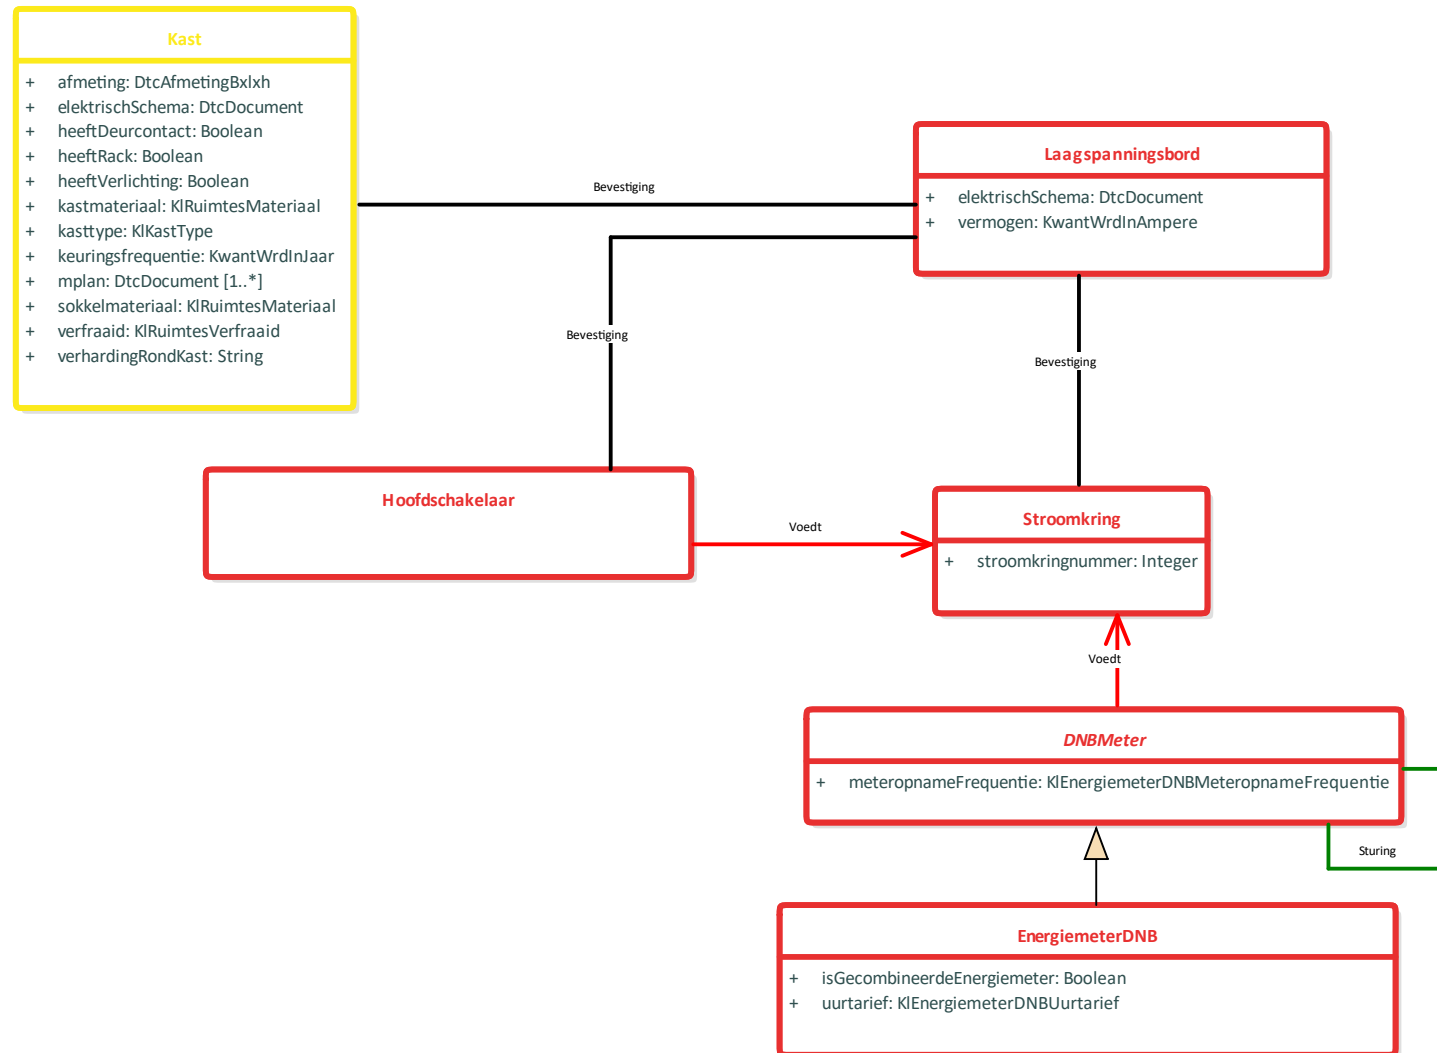 Kast
+ afmeting: DtcAfmetingBxlxh
+ elektrischSchema: DtcDocument
+ heeftDeurcontact: Boolean
+ heeftRack: Boolean
+ heeftVerlichting: Boolean
+ kastmateriaal: KlRuimtesMateriaal
+ kasttype: KlKastType
+ keuringsfrequentie: KwantWrdInJaar
+ mplan: DtcDocument [1..*]
+ sokkelmateriaal: KlRuimtesMateriaal
+ verfraaid: KlRuimtesVerfraaid
+ verhardingRondKast: String
Bevestiging
Laagspanningsbord
+ elektrischSchema: DtcDocument
+ vermogen: KwantWrdInAmpere
Bevestiging
Bevestiging
Hoofdschakelaar
Voedt
Stroomkring
+ stroomkringnummer: Integer
Voedt
DNBMeter
+ meteropnameFrequentie: KlEnergiemeterDNBMeteropnameFrequentie
Sturing
EnergiemeterDNB
+ isGecombineerdeEnergiemeter: Boolean
+ uurtarief: KlEnergiemeterDNBUurtarief